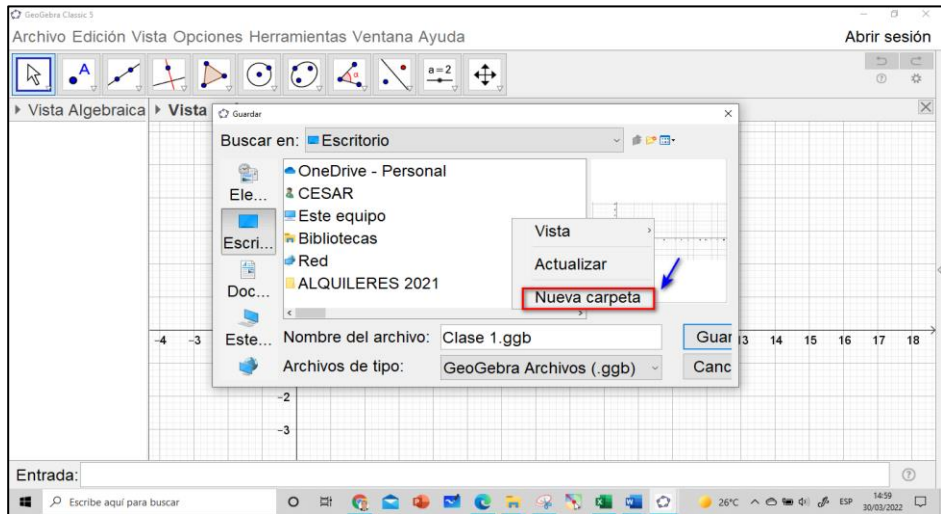 GeoGebra Classic 5
Archivo Edición Vista Opciones Herramientas Ventana Ayuda
Abrir sesión
A
α
a=2
Vista Algebraica
Vista
Guardar
Buscar en: Escritorio
Ele...
Escri...
Doc...
Este...
OneDrive - Personal
CESAR
Este equipo
Bibliotecas
Red
ALQUILERES 2021
Vista
Actualizar
Nueva carpeta
Nombre del archivo: Clase 1.ggb
Guar
Archivos de tipo: GeoGebra Archivos (.ggb)
Canc
-4 -3
13 14 15 16 17 18
-2
-3
Entrada:
Escribe aquí para buscar
26°C
ESP
14:59
30/03/2022